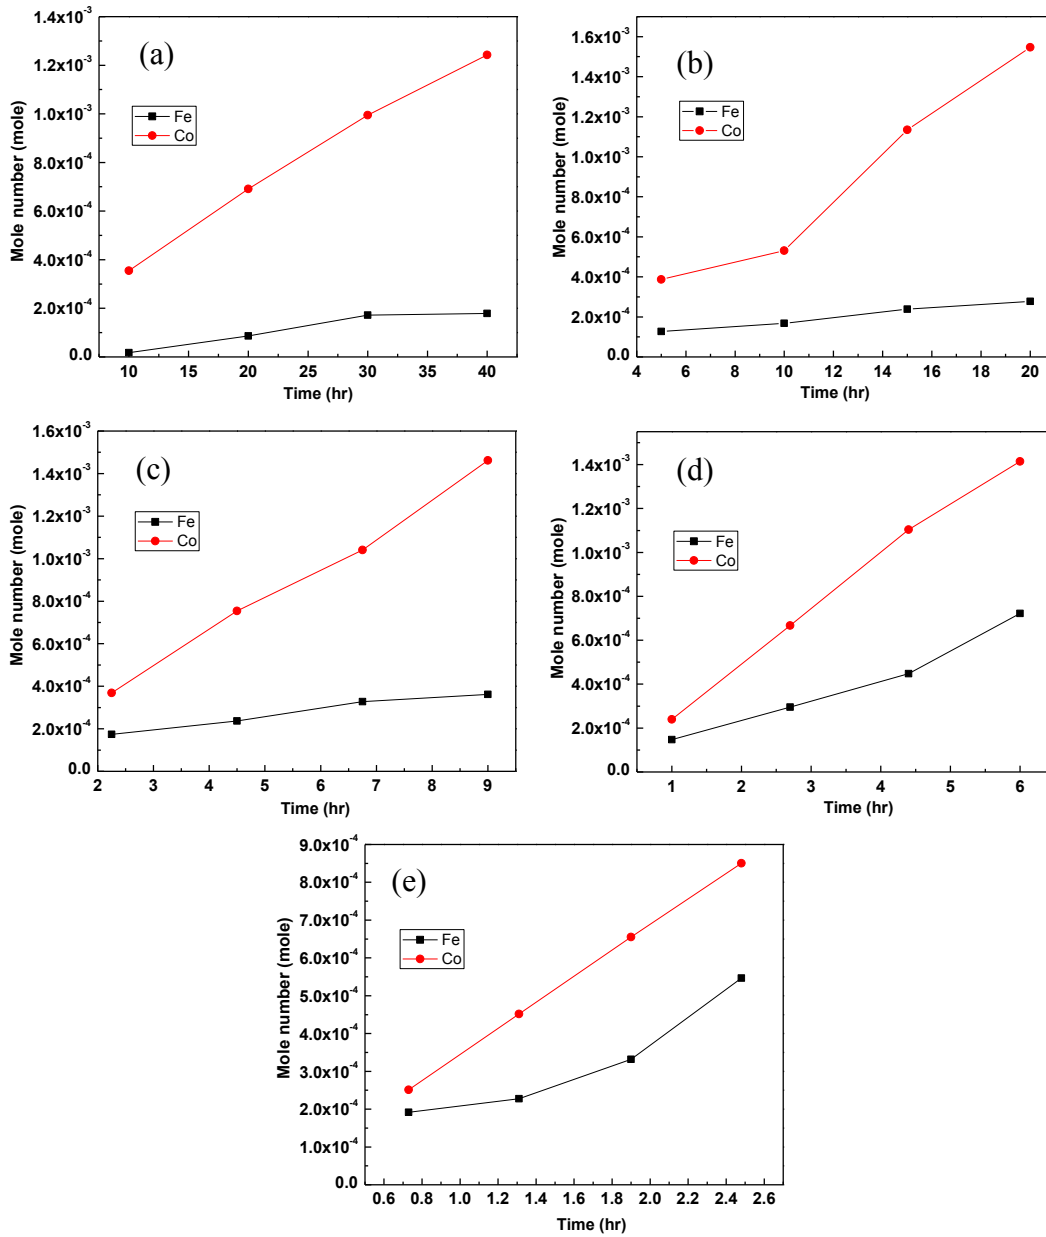 (a)
Mole number (mole)
1.4x10⁻³
1.2x10⁻³
1.0x10⁻³
8.0x10⁻⁴
6.0x10⁻⁴
4.0x10⁻⁴
2.0x10⁻⁴
0.0
Fe
Co
10 15 20 25 30 35 40
Time (hr)
(b)
Mole number (mole)
1.6x10⁻³
1.4x10⁻³
1.2x10⁻³
1.0x10⁻³
8.0x10⁻⁴
6.0x10⁻⁴
4.0x10⁻⁴
2.0x10⁻⁴
0.0
Fe
Co
4 6 8 10 12 14 16 18 20
Time (hr)
(c)
Mole number (mole)
1.6x10⁻³
1.4x10⁻³
1.2x10⁻³
1.0x10⁻³
8.0x10⁻⁴
6.0x10⁻⁴
4.0x10⁻⁴
2.0x10⁻⁴
0.0
Fe
Co
2 3 4 5 6 7 8 9
Time (hr)
(d)
Mole number (mole)
1.4x10⁻³
1.2x10⁻³
1.0x10⁻³
8.0x10⁻⁴
6.0x10⁻⁴
4.0x10⁻⁴
2.0x10⁻⁴
0.0
Fe
Co
1 2 3 4 5 6
Time (hr)
(e)
Mole number (mole)
9.0x10⁻⁴
8.0x10⁻⁴
7.0x10⁻⁴
6.0x10⁻⁴
5.0x10⁻⁴
4.0x10⁻⁴
3.0x10⁻⁴
2.0x10⁻⁴
1.0x10⁻⁴
0.0
Fe
Co
0.6 0.8 1.0 1.2 1.4 1.6 1.8 2.0 2.2 2.4 2.6
Time (hr)